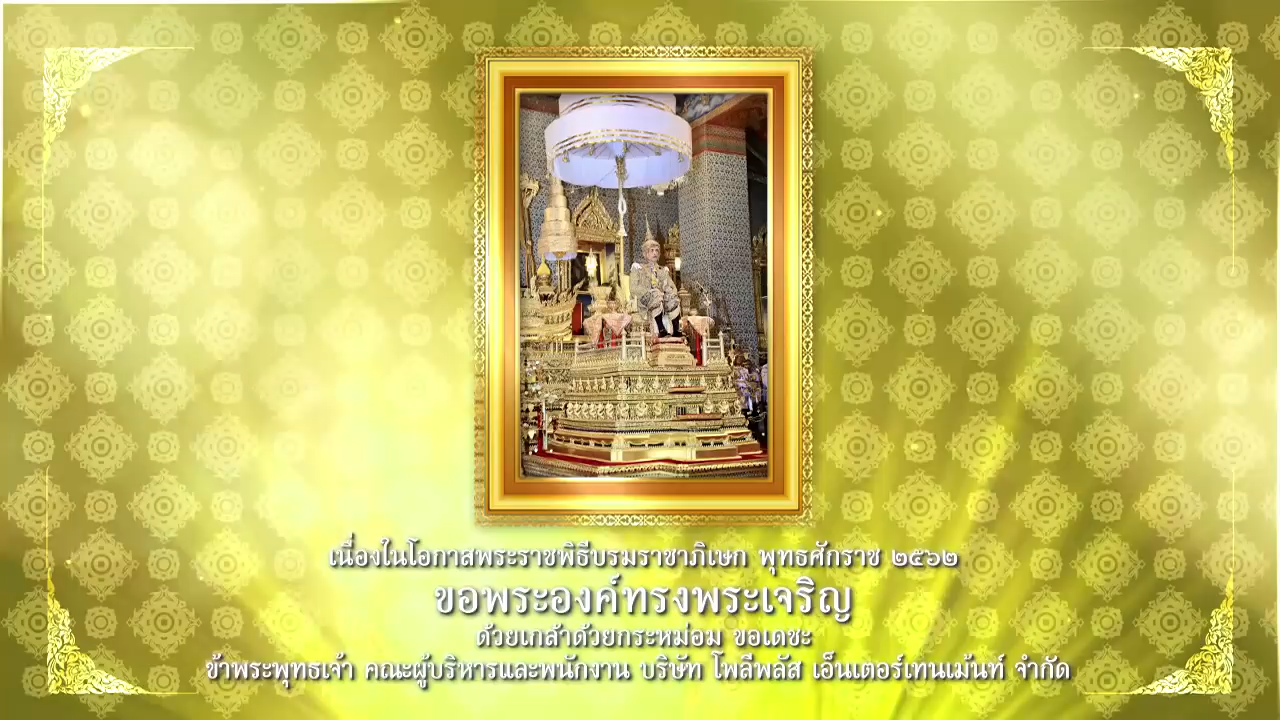 เนื่องในโอกาสพระราชพิธีบรมราชาภิเษก พุทธศักราช ๒๕๖๒
ขอพระองค์ทรงพระเจริญ
ด้วยเกล้าด้วยกระหม่อม ขอเดชะ
ข้าพระพุทธเจ้า คณะผู้บริหารและพนักงาน บริษัท โพลีพลัส เอ็นเตอร์เทนเม้นท์ จำกัด